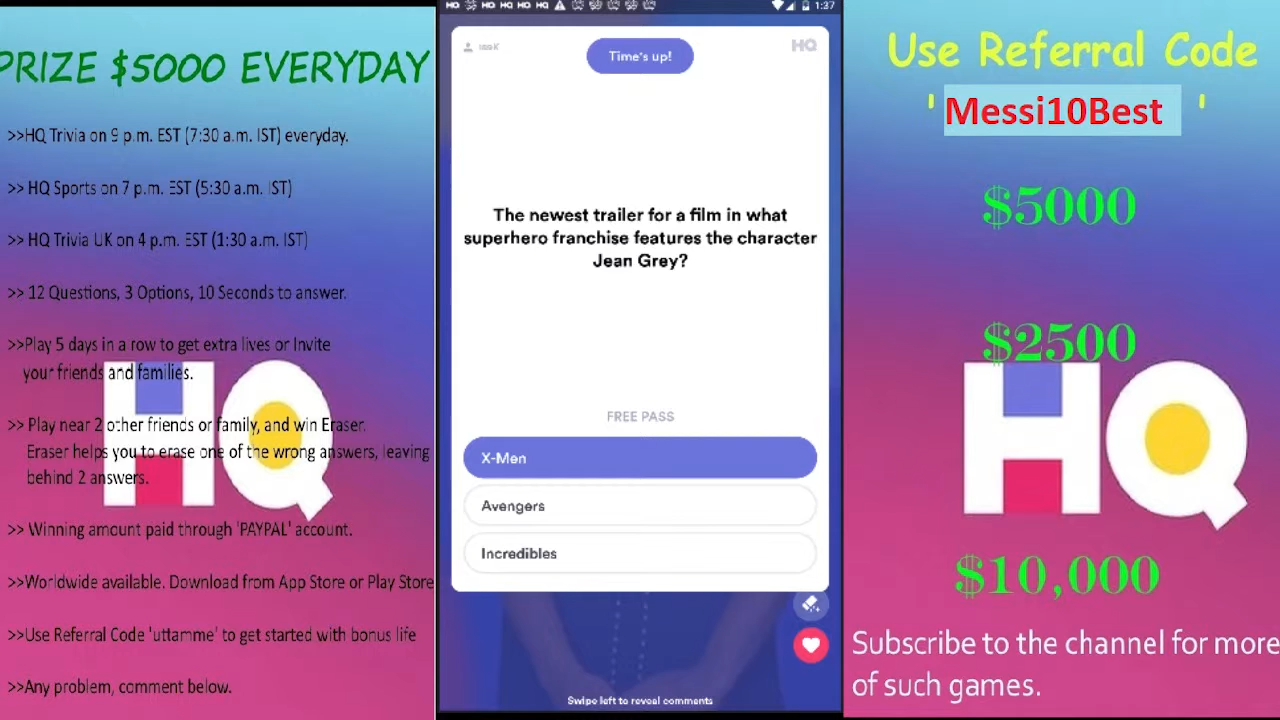 PRIZE $5000 EVERYDAY
>>HQ Trivia on 9 p.m. EST (7:30 a.m. IST) everyday.
>> HQ Sports on 7 p.m. EST (5:30 a.m. IST)
>> HQ Trivia UK on 4 p.m. EST (1:30 a.m. IST)
>> 12 Questions, 3 Options, 10 Seconds to answer.
>>Play 5 days in a row to get extra lives or Invite
your friends and families.
>> Play near 2 other friends or family, and win Eraser.
Eraser helps you to erase one of the wrong answers, leaving
behind 2 answers.
>> Winning amount paid through 'PAYPAL' account.
>>Worldwide available. Download from App Store or Play Store
>>Use Referral Code 'uttamme' to get started with bonus life
>>Any problem, comment below.
HQ
HQ HQ HQ HQ HQ 1:37
Time's up!
HQ
The newest trailer for a film in what
superhero franchise features the character
Jean Grey?
FREE PASS
X-Men
Avengers
Incredibles
Swipe left to reveal comments
Use Referral Code
' Messi10Best '
$5000
$2500
HQ
$10,000
Subscribe to the channel for more
of such games.